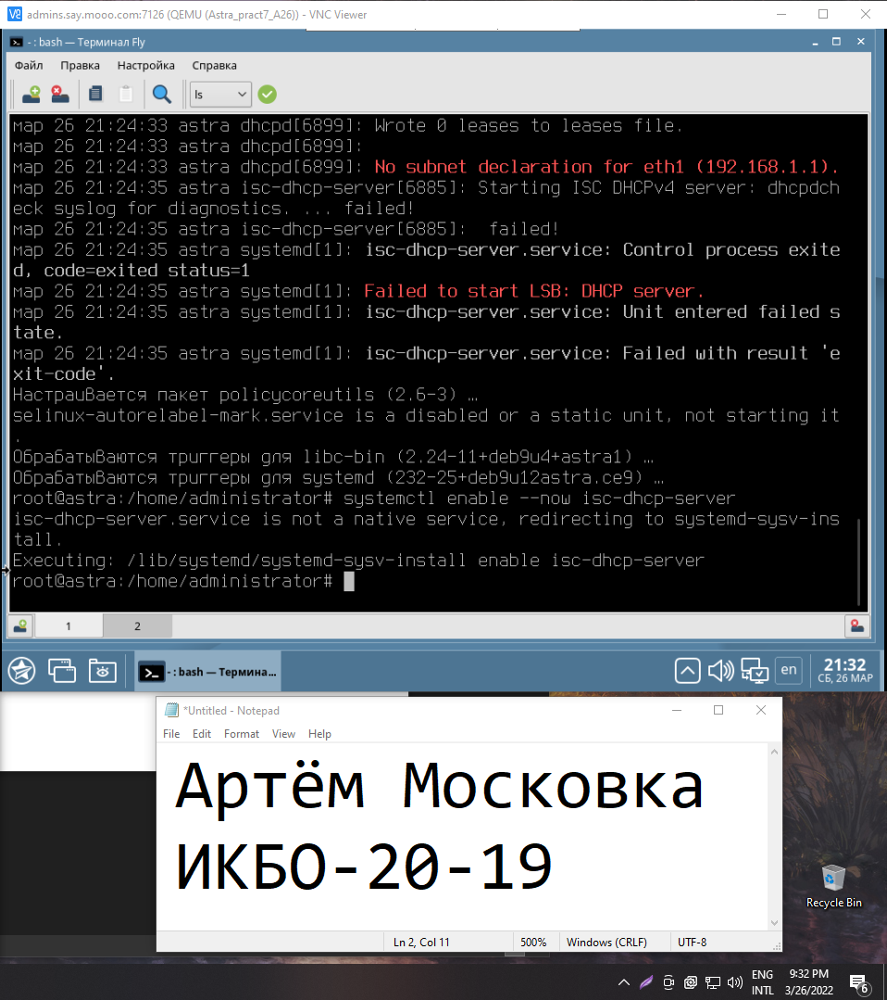 admins.say.mooo.com:7126 (QEMU (Astra_pract7_A26)) - VNC Viewer
- : bash — Терминал Fly
Файл Правка Настройка Справка
ls
мар 26 21:24:33 astra dhcpd[6899]: Wrote 0 leases to leases file.
мар 26 21:24:33 astra dhcpd[6899]:
мар 26 21:24:33 astra dhcpd[6899]: No subnet declaration for eth1 (192.168.1.1).
мар 26 21:24:35 astra isc-dhcp-server[6885]: Starting ISC DHCPv4 server: dhcpdch
eck syslog for diagnostics. ... failed!
мар 26 21:24:35 astra isc-dhcp-server[6885]:  failed!
мар 26 21:24:35 astra systemd[1]: isc-dhcp-server.service: Control process exite
d, code=exited status=1
мар 26 21:24:35 astra systemd[1]: Failed to start LSB: DHCP server.
мар 26 21:24:35 astra systemd[1]: isc-dhcp-server.service: Unit entered failed s
tate.
мар 26 21:24:35 astra systemd[1]: isc-dhcp-server.service: Failed with result 'e
xit-code'.
Настраивается пакет policycoreutils (2.6-3) …
selinux-autorelabel-mark.service is a disabled or a static unit, not starting it
.
Обрабатываются триггеры для libc-bin (2.24-11+deb9u4+astra1) …
Обрабатываются триггеры для systemd (232-25+deb9u12astra.ce9) …
root@astra:/home/administrator# systemctl enable --now isc-dhcp-server
isc-dhcp-server.service is not a native service, redirecting to systemd-sysv-ins
tall.
Executing: /lib/systemd/systemd-sysv-install enable isc-dhcp-server
root@astra:/home/administrator#
1 2
- : bash — Термина... en 21:32
СБ, 26 МАР
*Untitled - Notepad
File Edit Format View Help
Артём Московка
ИКБО-20-19
Recycle Bin
Ln 2, Col 11 500% Windows (CRLF) UTF-8
ENG 9:32 PM
INTL 3/26/2022 6